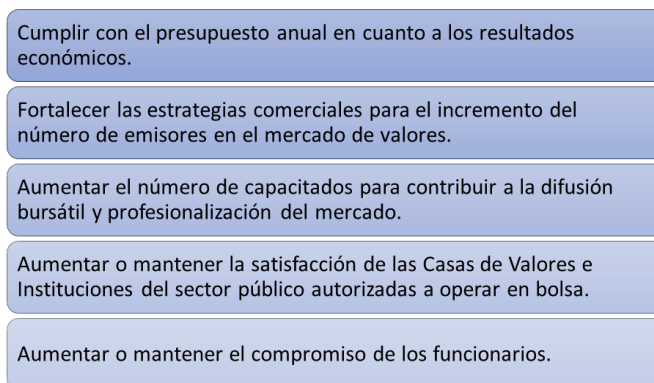 Cumplir con el presupuesto anual en cuanto a los resultados
económicos.
Fortalecer las estrategias comerciales para el incremento del
número de emisores en el mercado de valores.
Aumentar el número de capacitados para contribuir a la difusión
bursátil y profesionalización del mercado.
Aumentar o mantener la satisfacción de las Casas de Valores e
Instituciones del sector público autorizadas a operar en bolsa.
Aumentar o mantener el compromiso de los funcionarios.